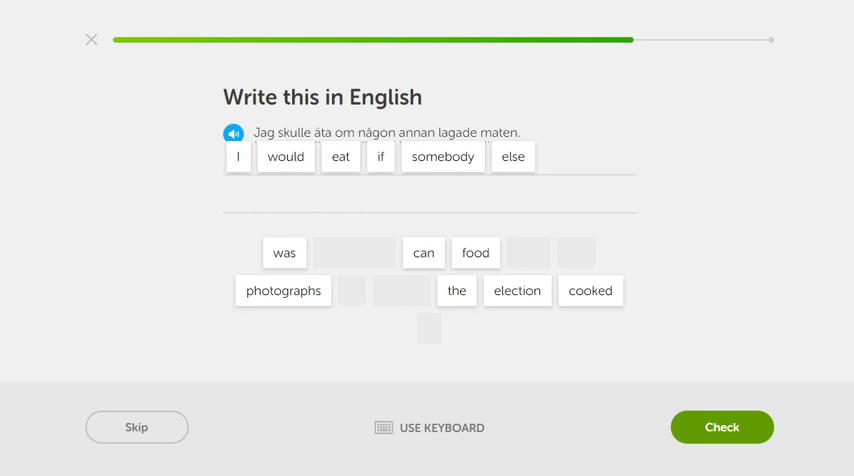 Write this in English
Jag skulle äta om någon annan lagade maten.
I would eat if somebody else
was can food
photographs the election cooked
Skip USE KEYBOARD Check